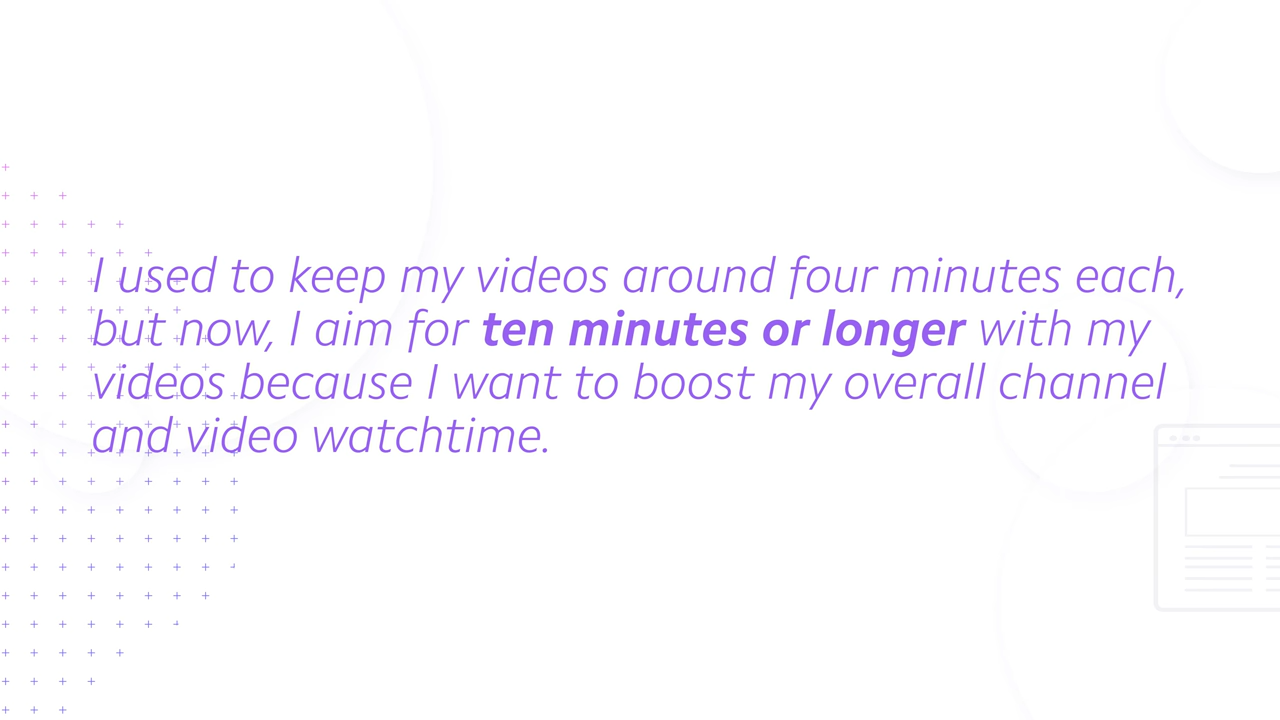 I used to keep my videos around four minutes each,
but now, I aim for ten minutes or longer with my
videos because I want to boost my overall channel
and video watchtime.